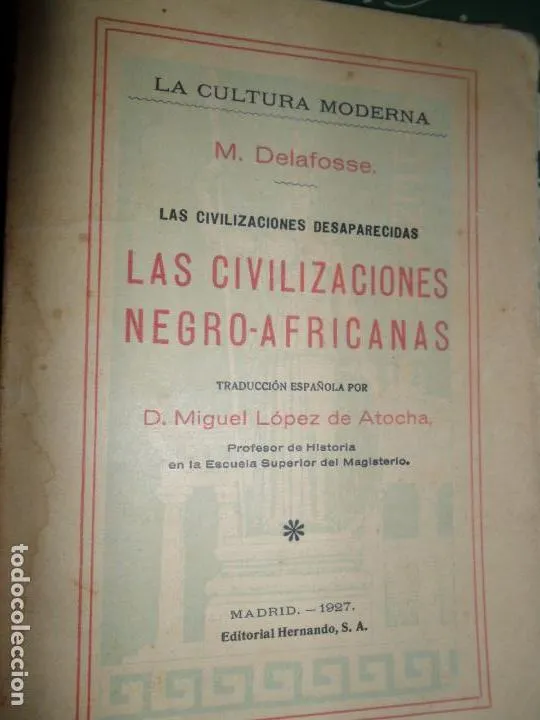 LA CULTURA MODERNA
M. Delafosse.
LAS CIVILIZACIONES DESAPARECIDAS
LAS CIVILIZACIONES
NEGRO-AFRICANAS
TRADUCCIÓN ESPAÑOLA POR
D. Miguel López de Atocha,
Profesor de Historia
en la Escuela Superior del Magisterio.
MADRID. — 1927.
Editorial Hernando, S. A.
todocoleccion